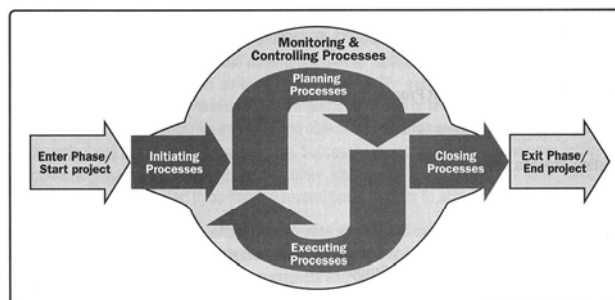 Monitoring &
Controlling Processes
Planning
Processes
Enter Phase/
Start project
Initiating
Processes
Closing
Processes
Exit Phase/
End project
Executing
Processes